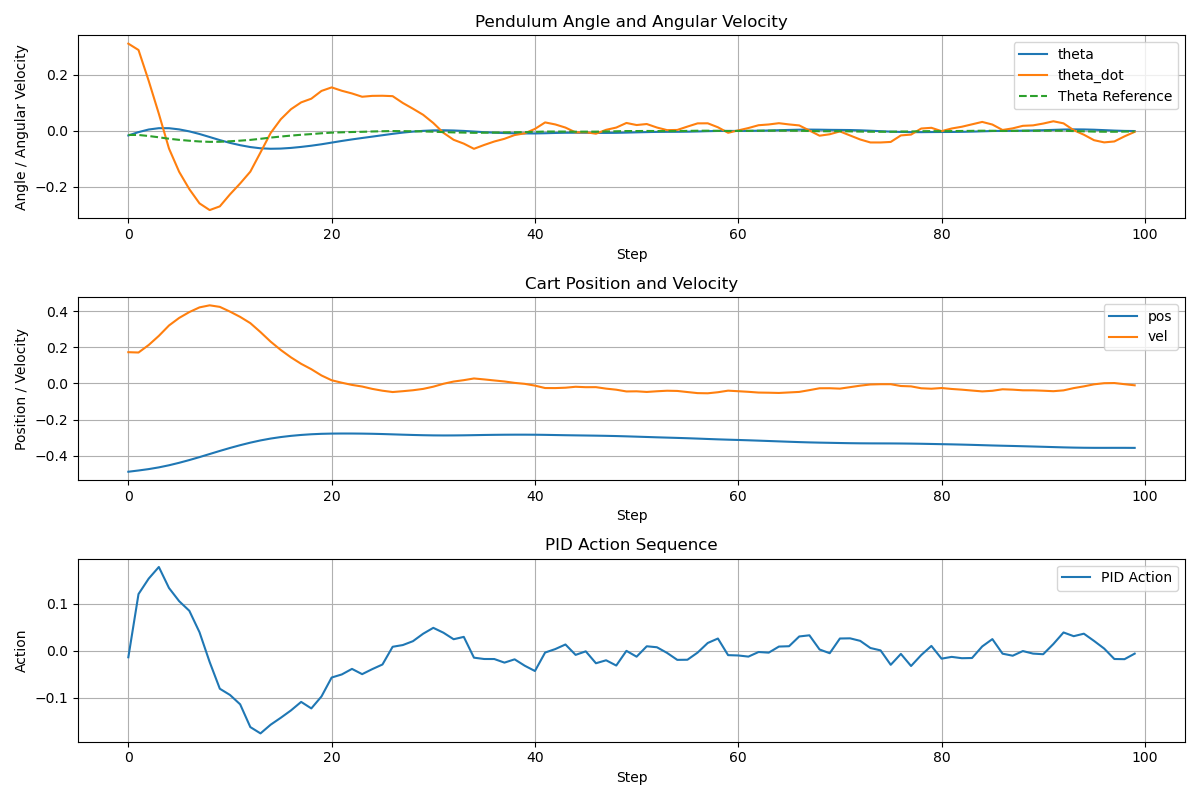 Pendulum Angle and Angular Velocity
Angle / Angular Velocity
0.2
0.0
−0.2
theta
theta_dot
Theta Reference
0 20 40 60 80 100
Step
Cart Position and Velocity
Position / Velocity
0.4
0.2
0.0
−0.2
−0.4
pos
vel
0 20 40 60 80 100
Step
PID Action Sequence
Action
0.1
0.0
−0.1
PID Action
0 20 40 60 80 100
Step